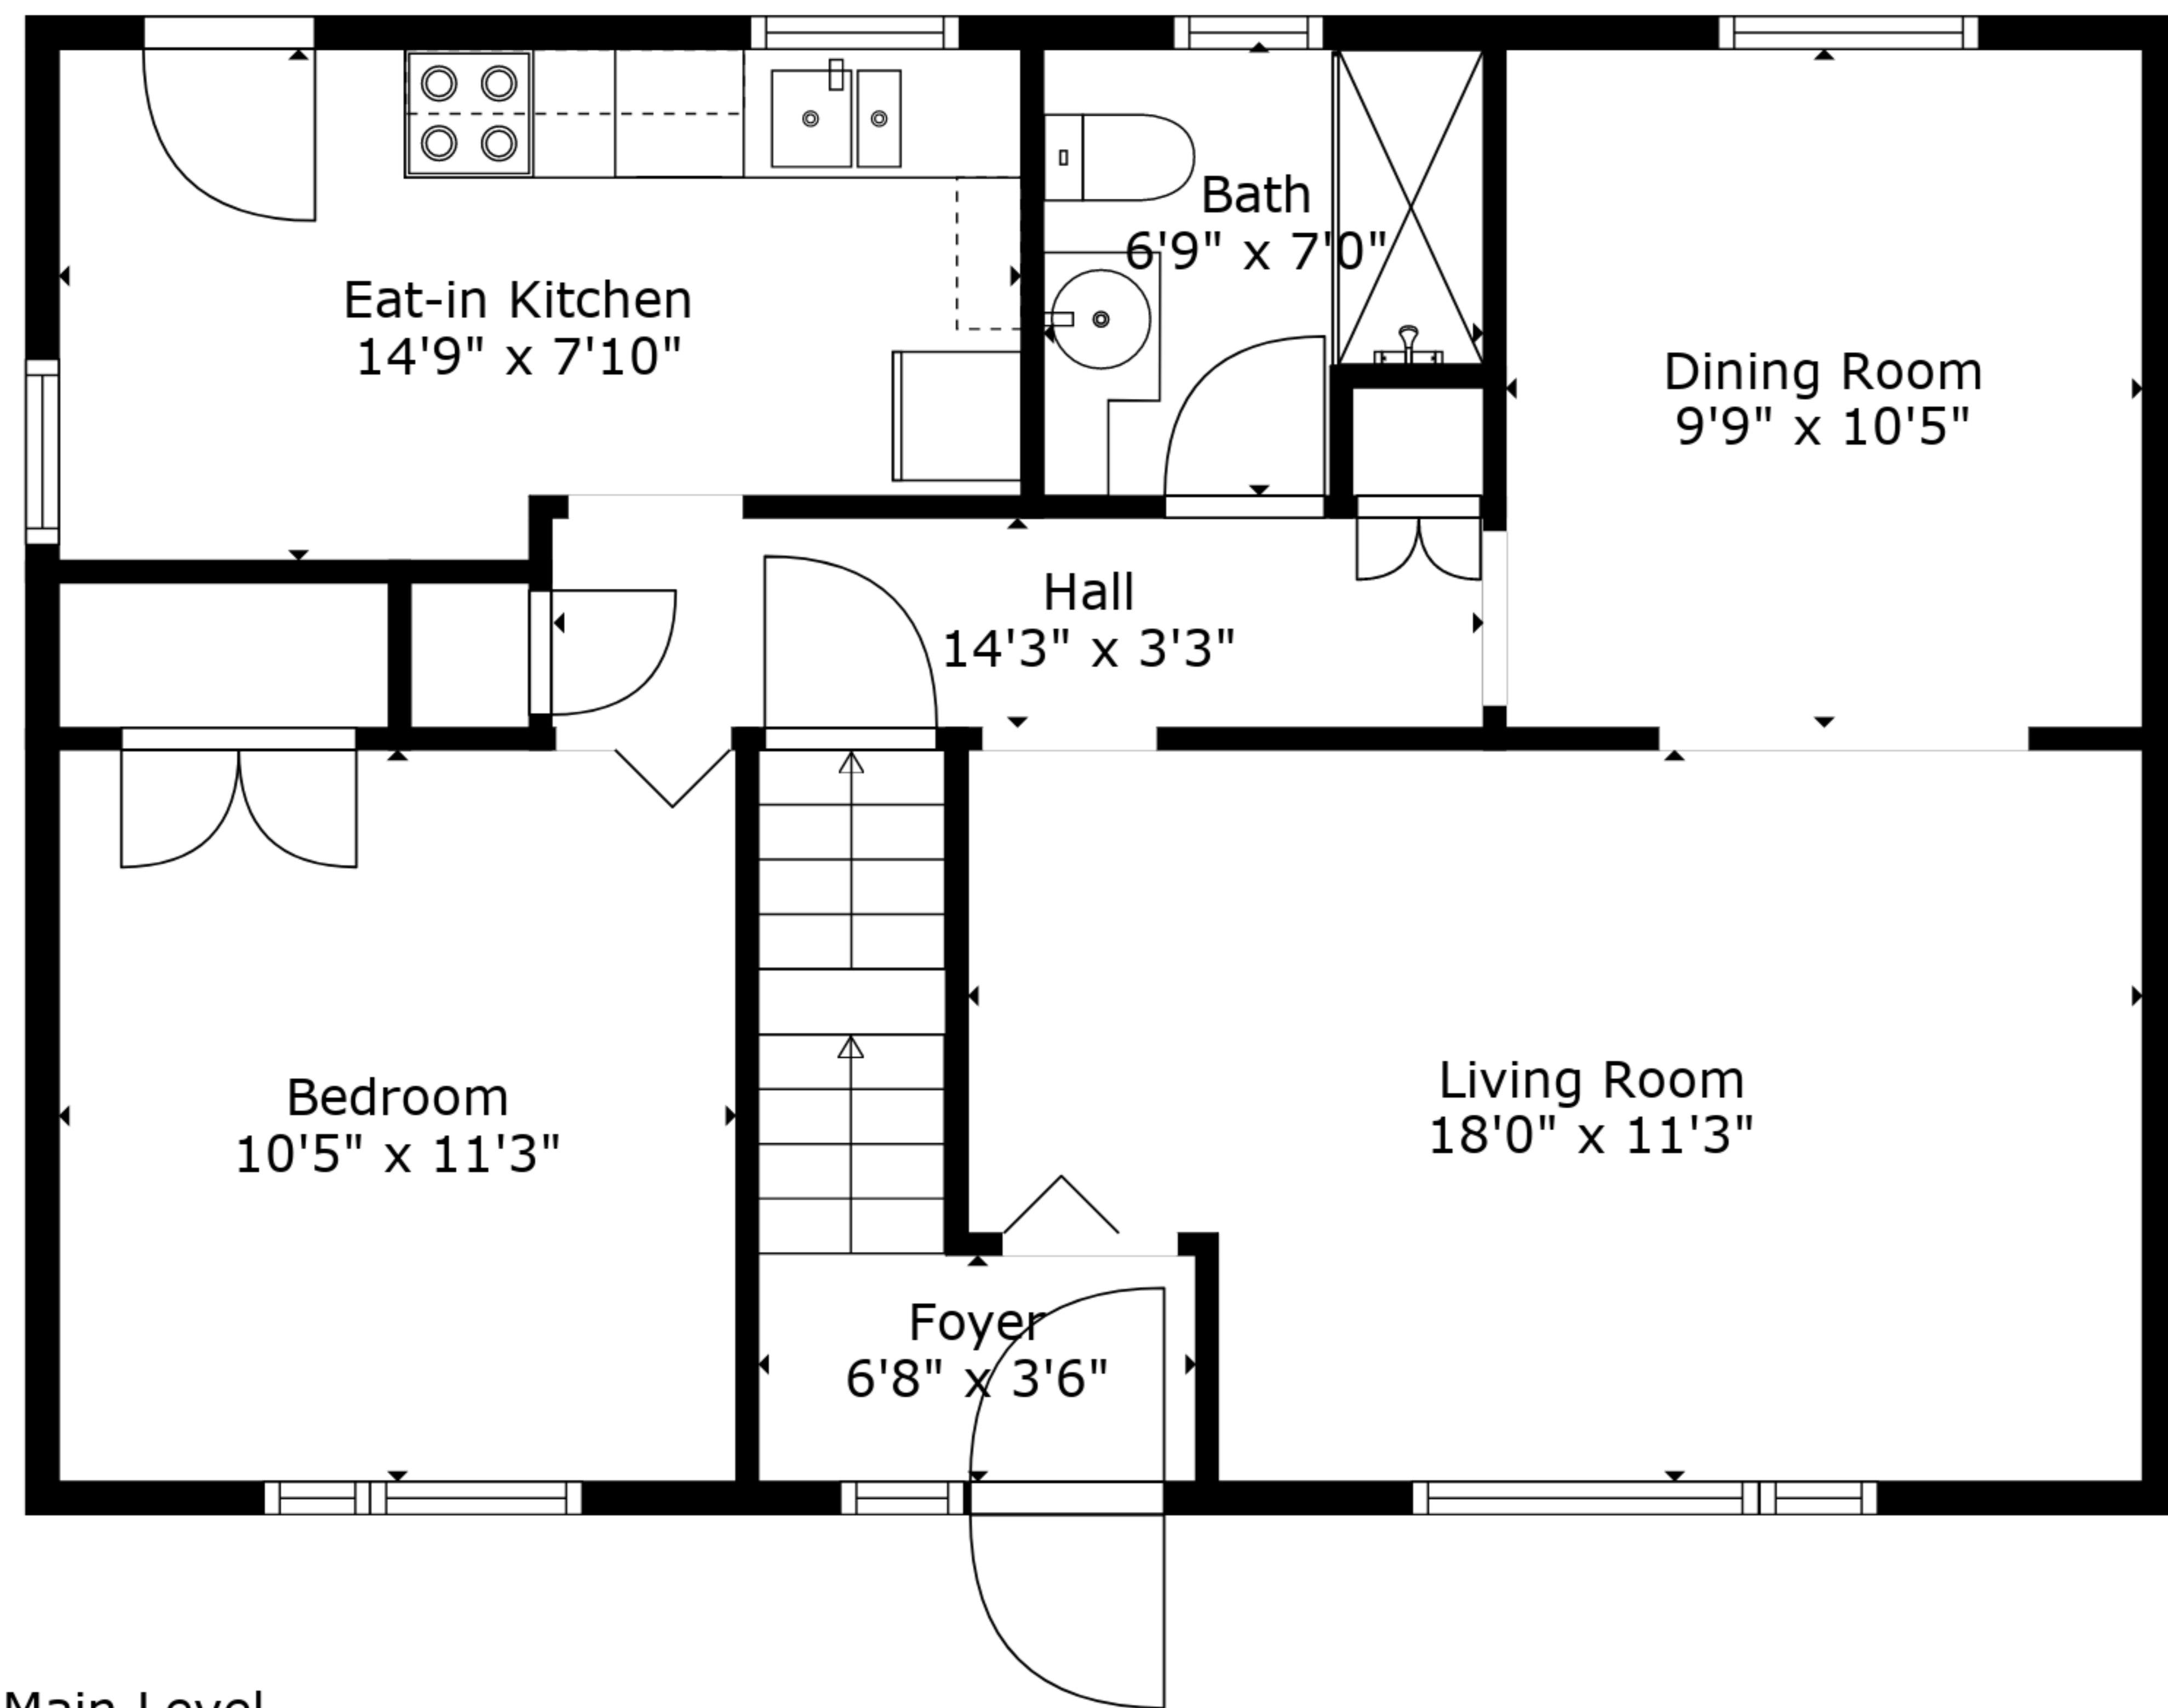 Bath
6'9" x 7'0"
Eat-in Kitchen
14'9" x 7'10"
Dining Room
9'9" x 10'5"
Hall
14'3" x 3'3"
Bedroom
10'5" x 11'3"
Living Room
18'0" x 11'3"
Foyer
6'8" x 3'6"
Main Level